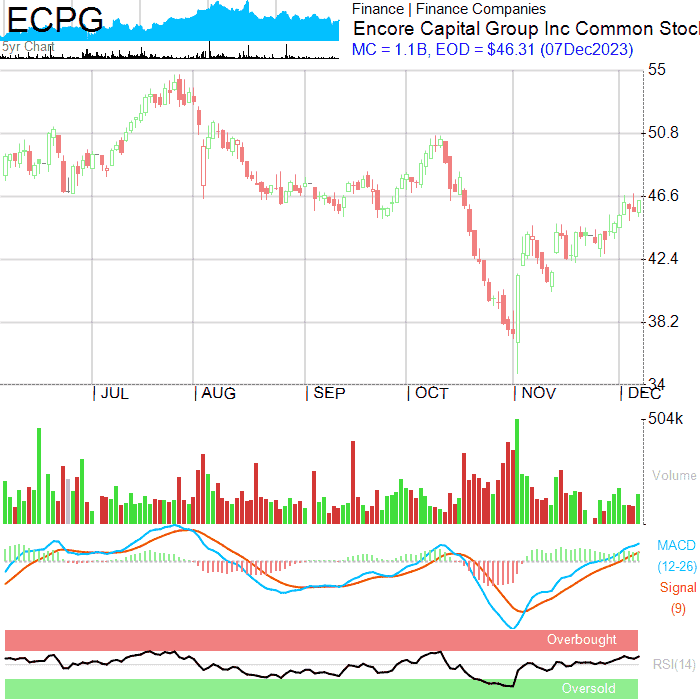 ECPG
5yr Chart
Finance | Finance Companies
Encore Capital Group Inc Common Stoc
MC = 1.1B, EOD = $46.31 (07Dec2023)
55
50.8
46.6
42.4
38.2
34
JUL AUG SEP OCT NOV DEC
504k
Volume
MACD
(12-26)
Signal
(9)
Overbought
RSI(14)
Oversold